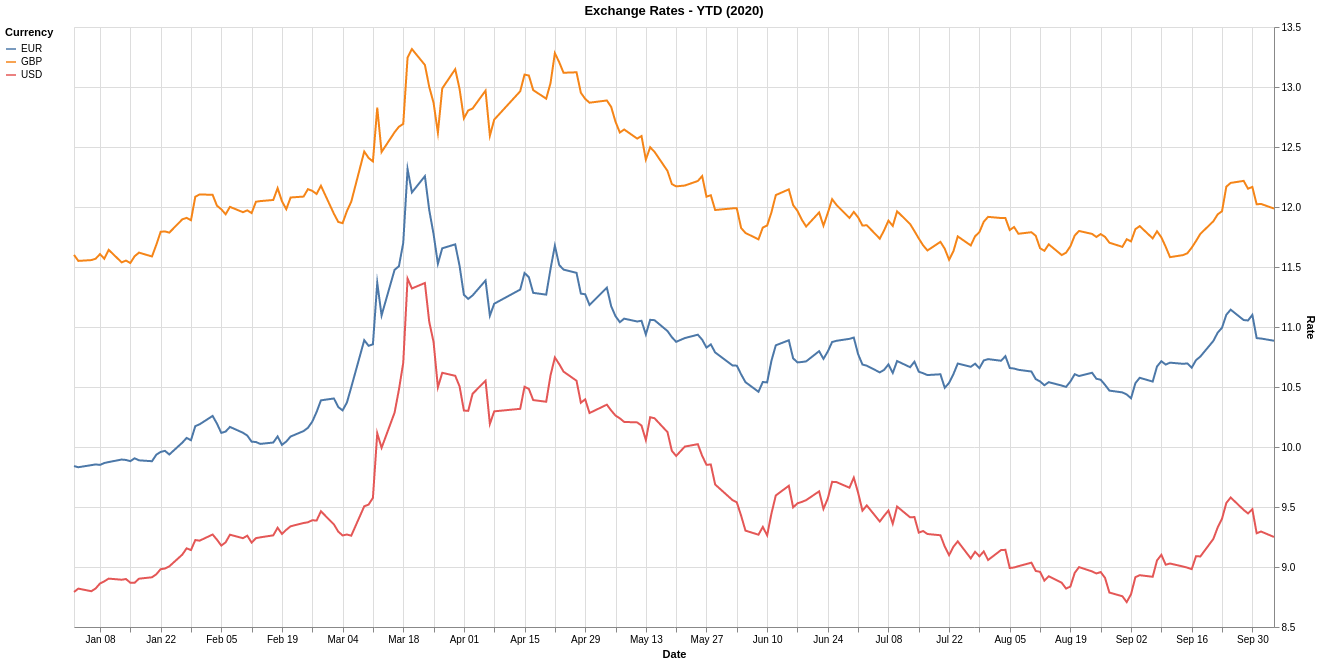 Exchange Rates - YTD (2020)
Currency
EUR
GBP
USD
13.5
13.0
12.5
12.0
11.5
11.0
10.5
10.0
9.5
9.0
8.5
Rate
Jan 08 Jan 22 Feb 05 Feb 19 Mar 04 Mar 18 Apr 01 Apr 15 Apr 29 May 13 May 27 Jun 10 Jun 24 Jul 08 Jul 22 Aug 05 Aug 19 Sep 02 Sep 16 Sep 30
Date